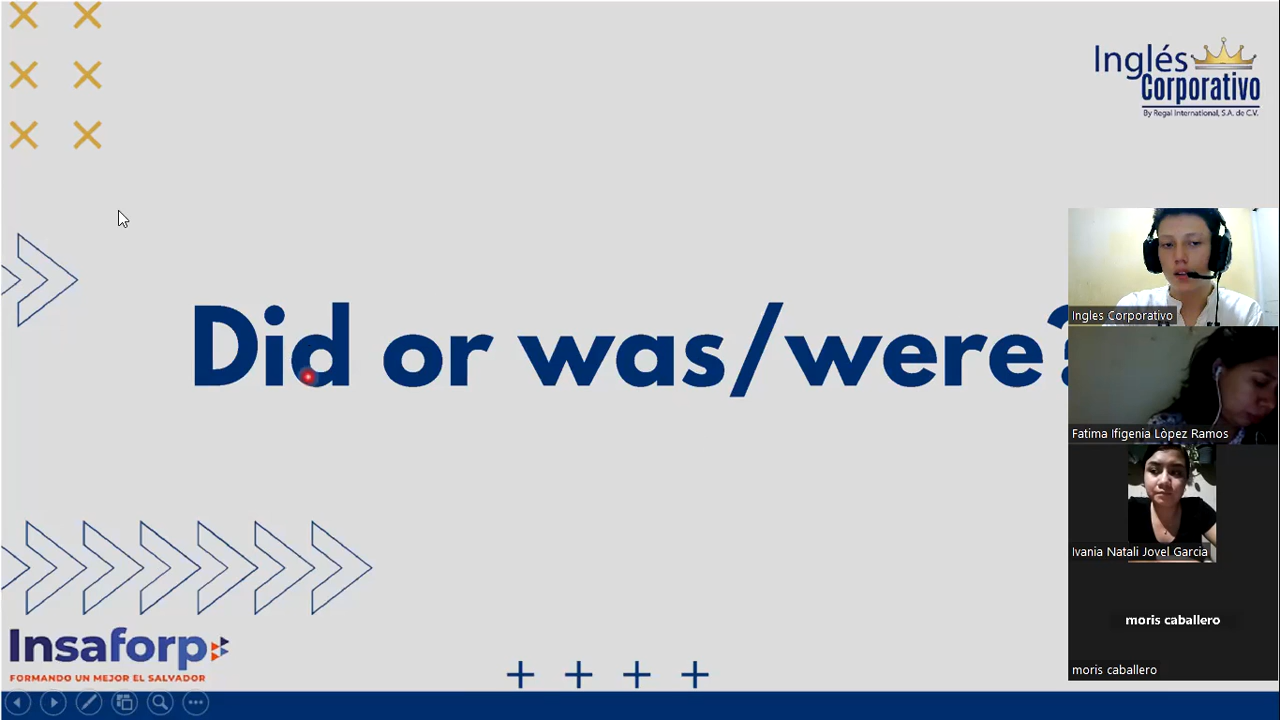 Inglés
Corporativo
By Regal International, S.A. de C.V.
Did or was/were?
Ingles Corporativo
Fatima Ifigenia Lòpez Ramos
Ivania Natali Jovel Garcia
moris caballero
moris caballero
Insaforp
FORMANDO UN MEJOR EL SALVADOR